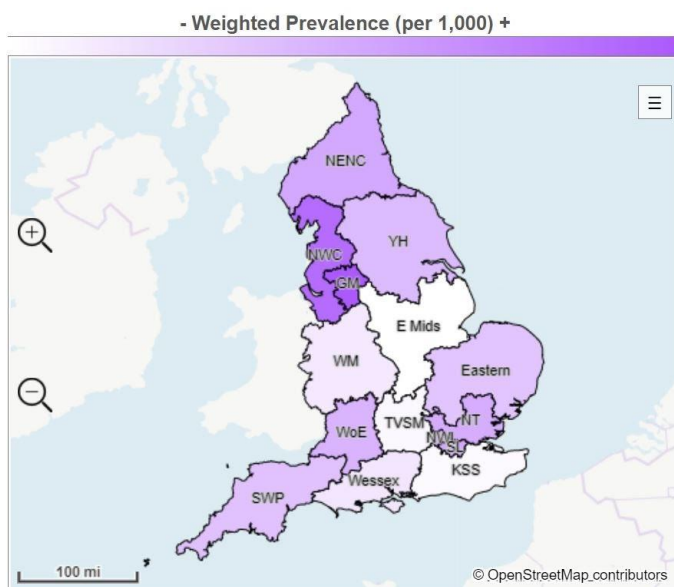 - Weighted Prevalence (per 1,000) +
☰
NENC
YH
NWC
GM
E Mids
WM
Eastern
NT
TVSM
WoE
NWL
SL
KSS
Wessex
SWP
100 mi
© OpenStreetMap contributors